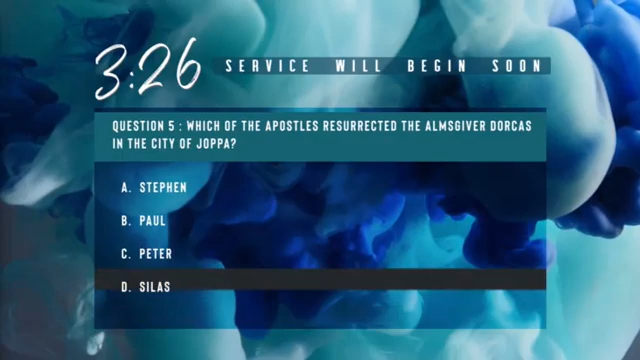 3:26 SERVICE WILL BEGIN SOON
QUESTION 5 : WHICH OF THE APOSTLES RESURRECTED THE ALMSGIVER DORCAS
IN THE CITY OF JOPPA?
A. STEPHEN
B. PAUL
C. PETER
D. SILAS